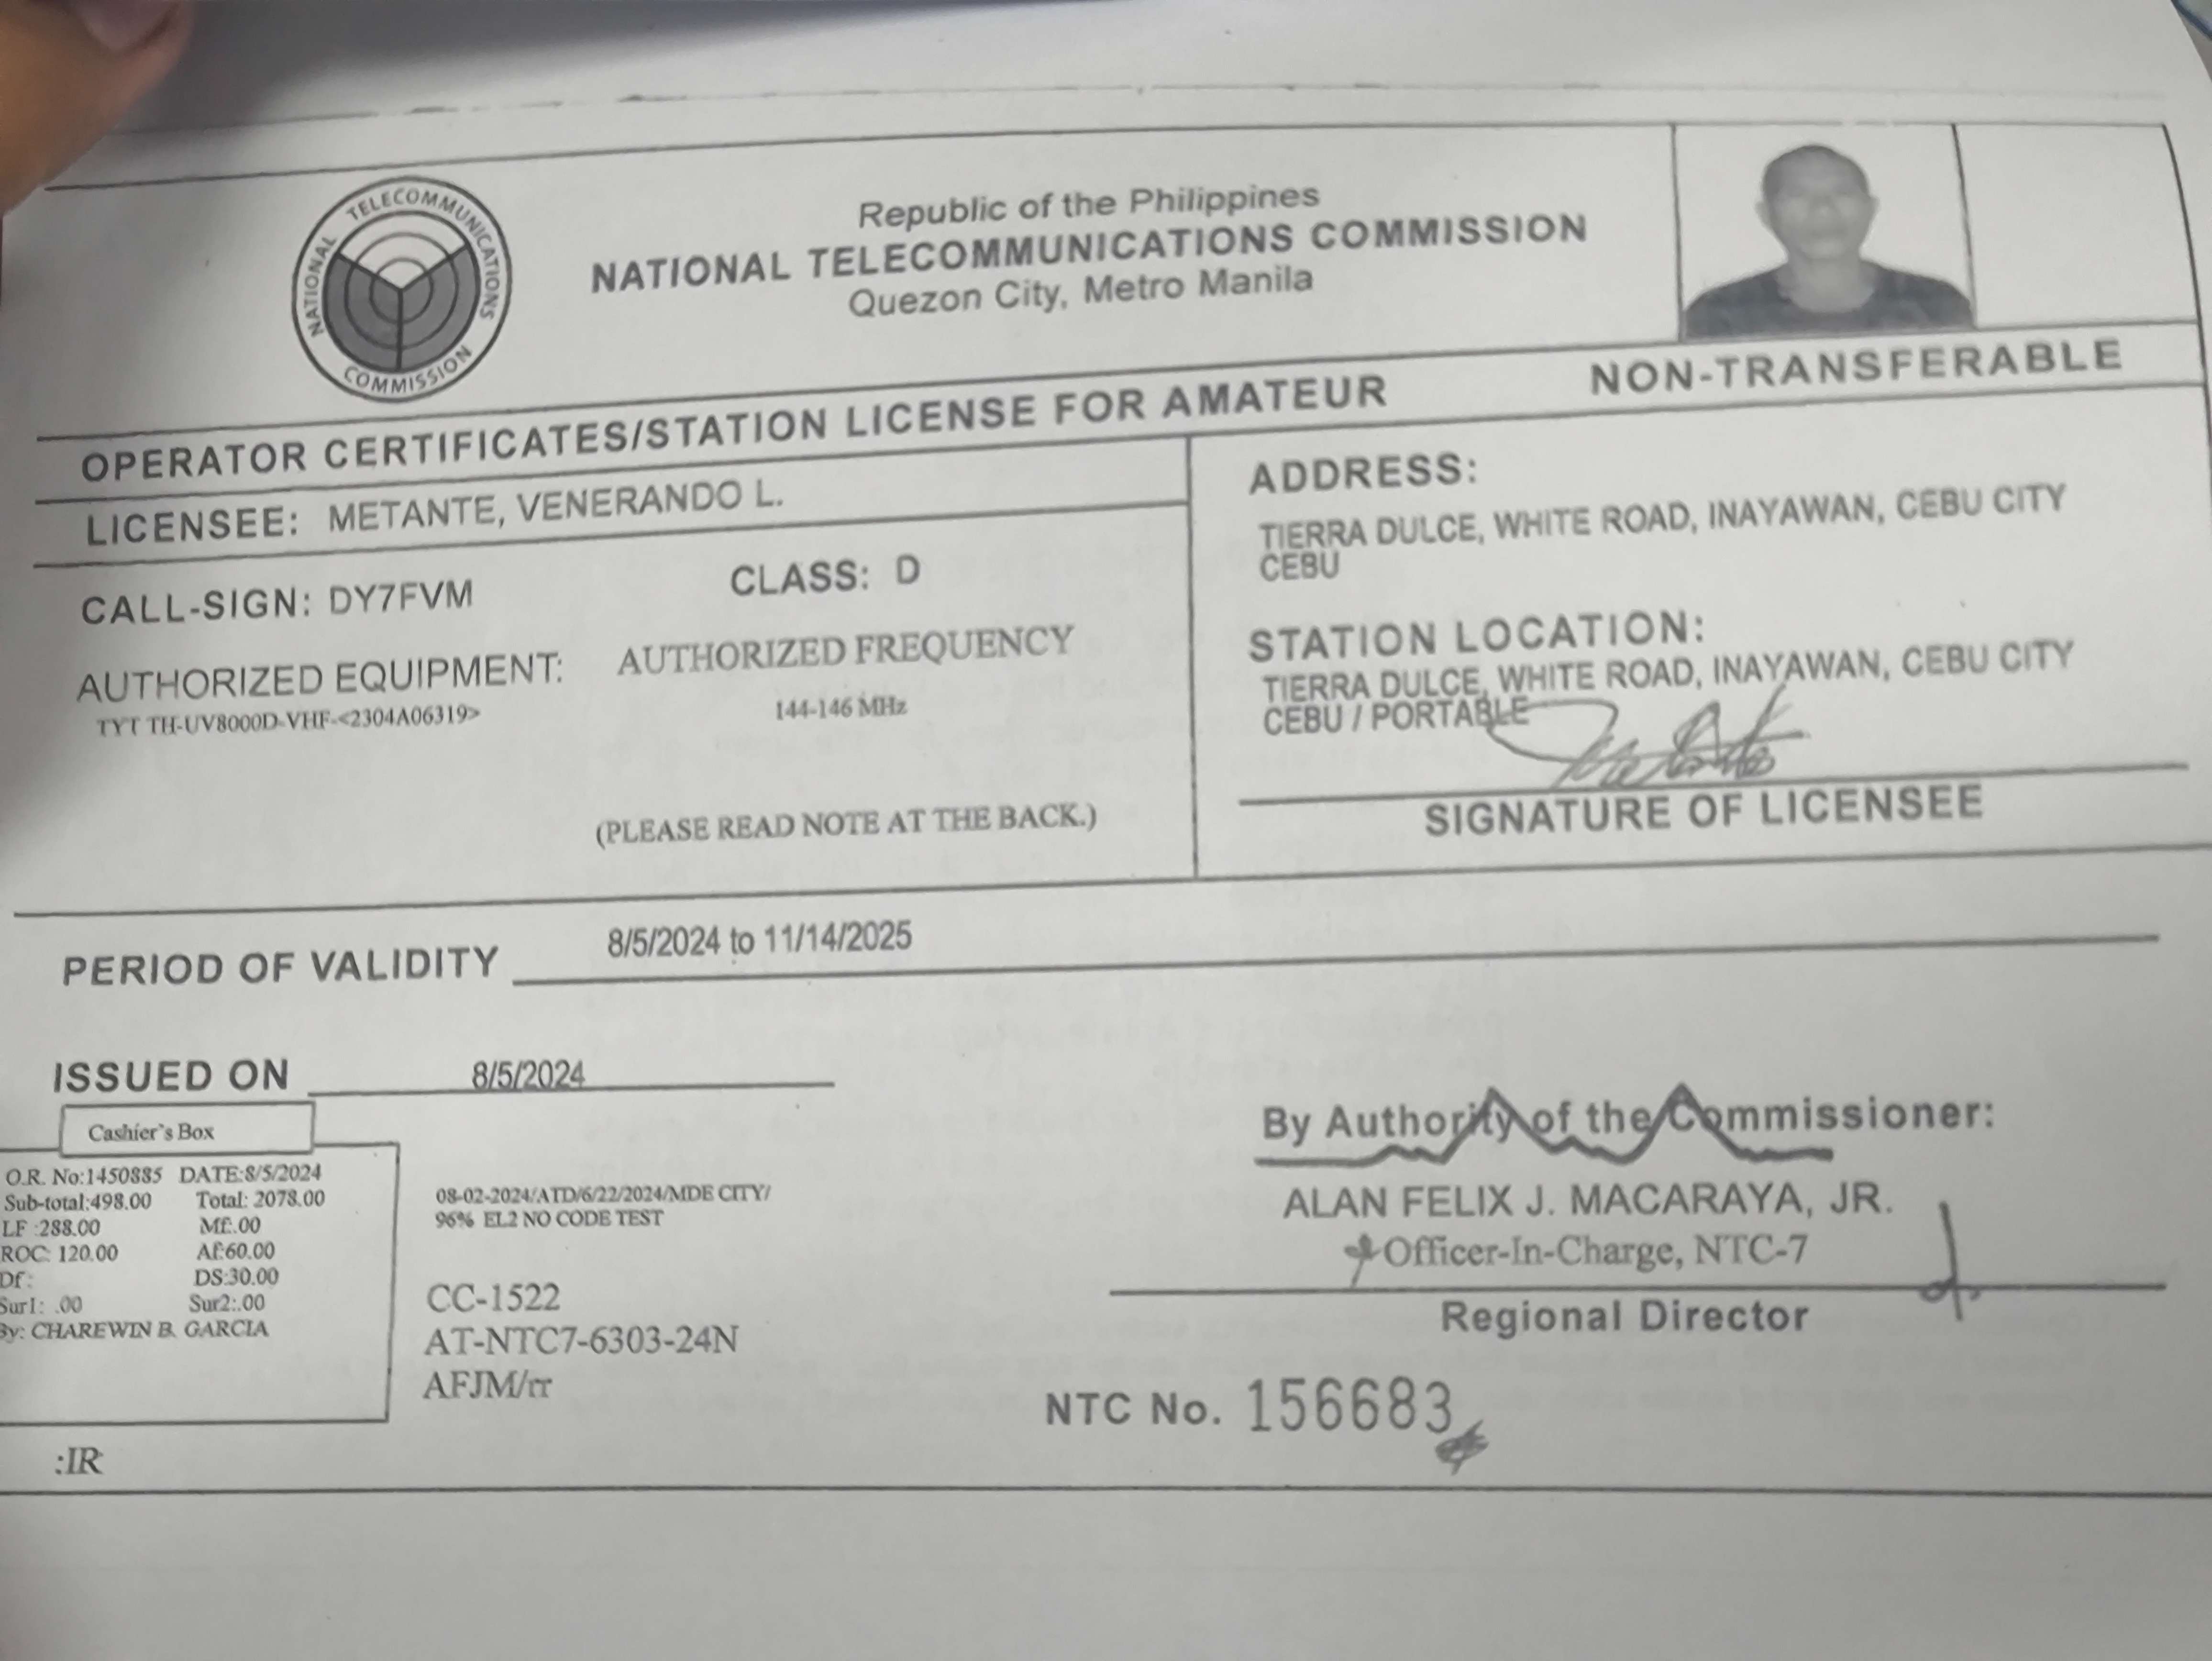 NATIONAL TELECOMMUNICATIONS COMMISSION
Republic of the Philippines
NATIONAL TELECOMMUNICATIONS COMMISSION
Quezon City, Metro Manila
OPERATOR CERTIFICATES/STATION LICENSE FOR AMATEUR NON-TRANSFERABLE
LICENSEE: METANTE, VENERANDO L.
CALL-SIGN: DY7FVM CLASS: D
AUTHORIZED EQUIPMENT: AUTHORIZED FREQUENCY
TYT TH-UV8000D-VHF-<2304A06319> 144-146 MHz
(PLEASE READ NOTE AT THE BACK.)
ADDRESS:
TIERRA DULCE, WHITE ROAD, INAYAWAN, CEBU CITY
CEBU
STATION LOCATION:
TIERRA DULCE, WHITE ROAD, INAYAWAN, CEBU CITY
CEBU / PORTABLE
SIGNATURE OF LICENSEE
PERIOD OF VALIDITY 8/5/2024 to 11/14/2025
ISSUED ON 8/5/2024
Cashier`s Box
O.R. No:1450885 DATE:8/5/2024
Sub-total:498.00 Total: 2078.00
LF :288.00 Mf:.00
ROC: 120.00 Af:60.00
Df: DS:30.00
Sur1: .00 Sur2:.00
By: CHAREWIN B. GARCIA
:IR
08-02-2024/ATD/6/22/2024/MDE CITY/
96% EL2 NO CODE TEST
CC-1522
AT-NTC7-6303-24N
AFJM/rr
By Authority of the Commissioner:
ALAN FELIX J. MACARAYA, JR.
Officer-In-Charge, NTC-7
Regional Director
NTC No. 156683